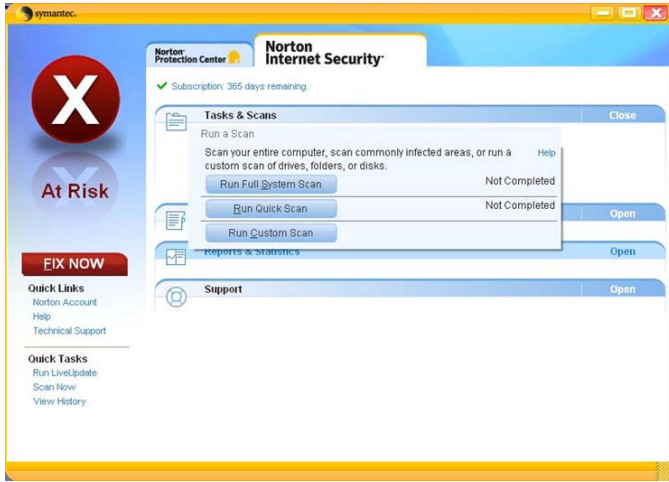 symantec.
Norton™
Protection Center
Norton
Internet Security™
Subscription: 365 days remaining.
X
At Risk
FIX NOW
Quick Links
Norton Account
Help
Technical Support
Quick Tasks
Run LiveUpdate
Scan Now
View History
Tasks & Scans Close
Run a Scan
Scan your entire computer, scan commonly infected areas, or run a Help
custom scan of drives, folders, or disks.
Run Full System Scan Not Completed
Run Quick Scan Not Completed
Run Custom Scan
Open
Reports & Statistics Open
Support Open